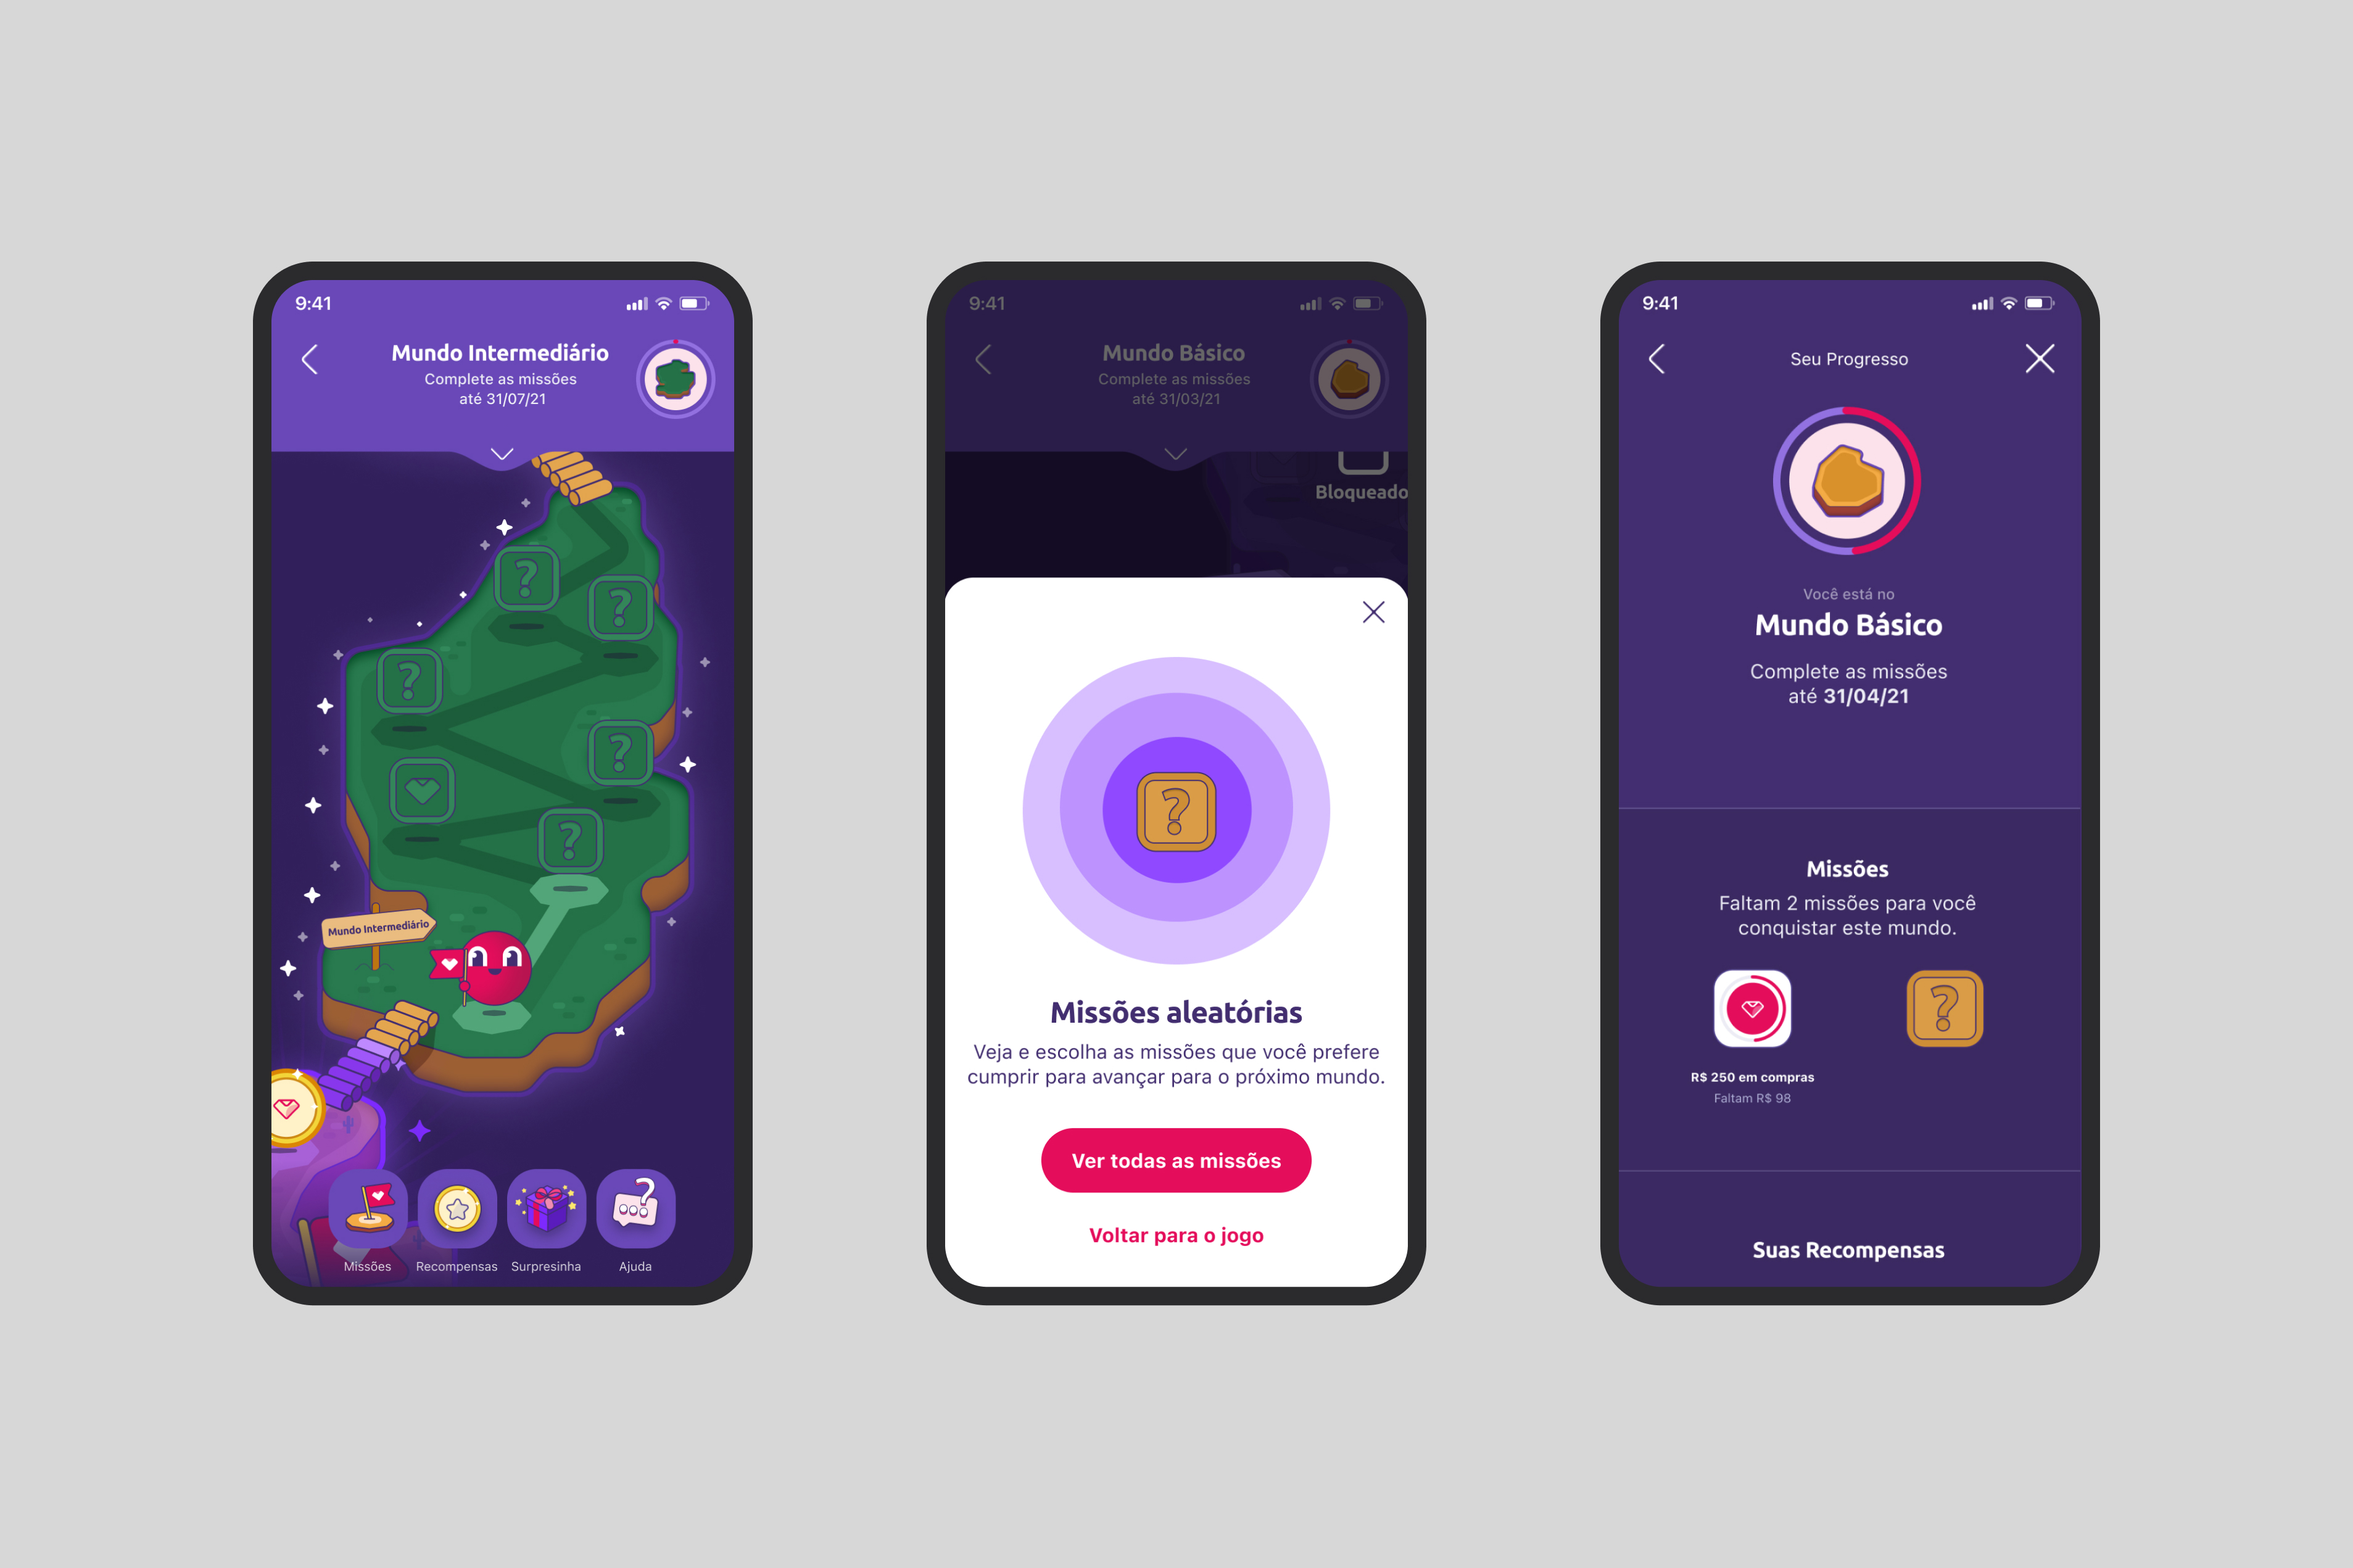 9:41
Mundo Intermediário
Complete as missões
até 31/07/21
?
?
?
?
?
Mundo Intermediário
?
Missões
Recompensas
Surpresinha
Ajuda
9:41
Mundo Básico
Complete as missões
até 31/03/21
Bloqueado
?
Missões aleatórias
Veja e escolha as missões que você prefere
cumprir para avançar para o próximo mundo.
Ver todas as missões
Voltar para o jogo
9:41
Seu Progresso
Você está no
Mundo Básico
Complete as missões
até 31/04/21
Missões
Faltam 2 missões para você
conquistar este mundo.
?
R$ 250 em compras
Faltam R$ 98
Suas Recompensas